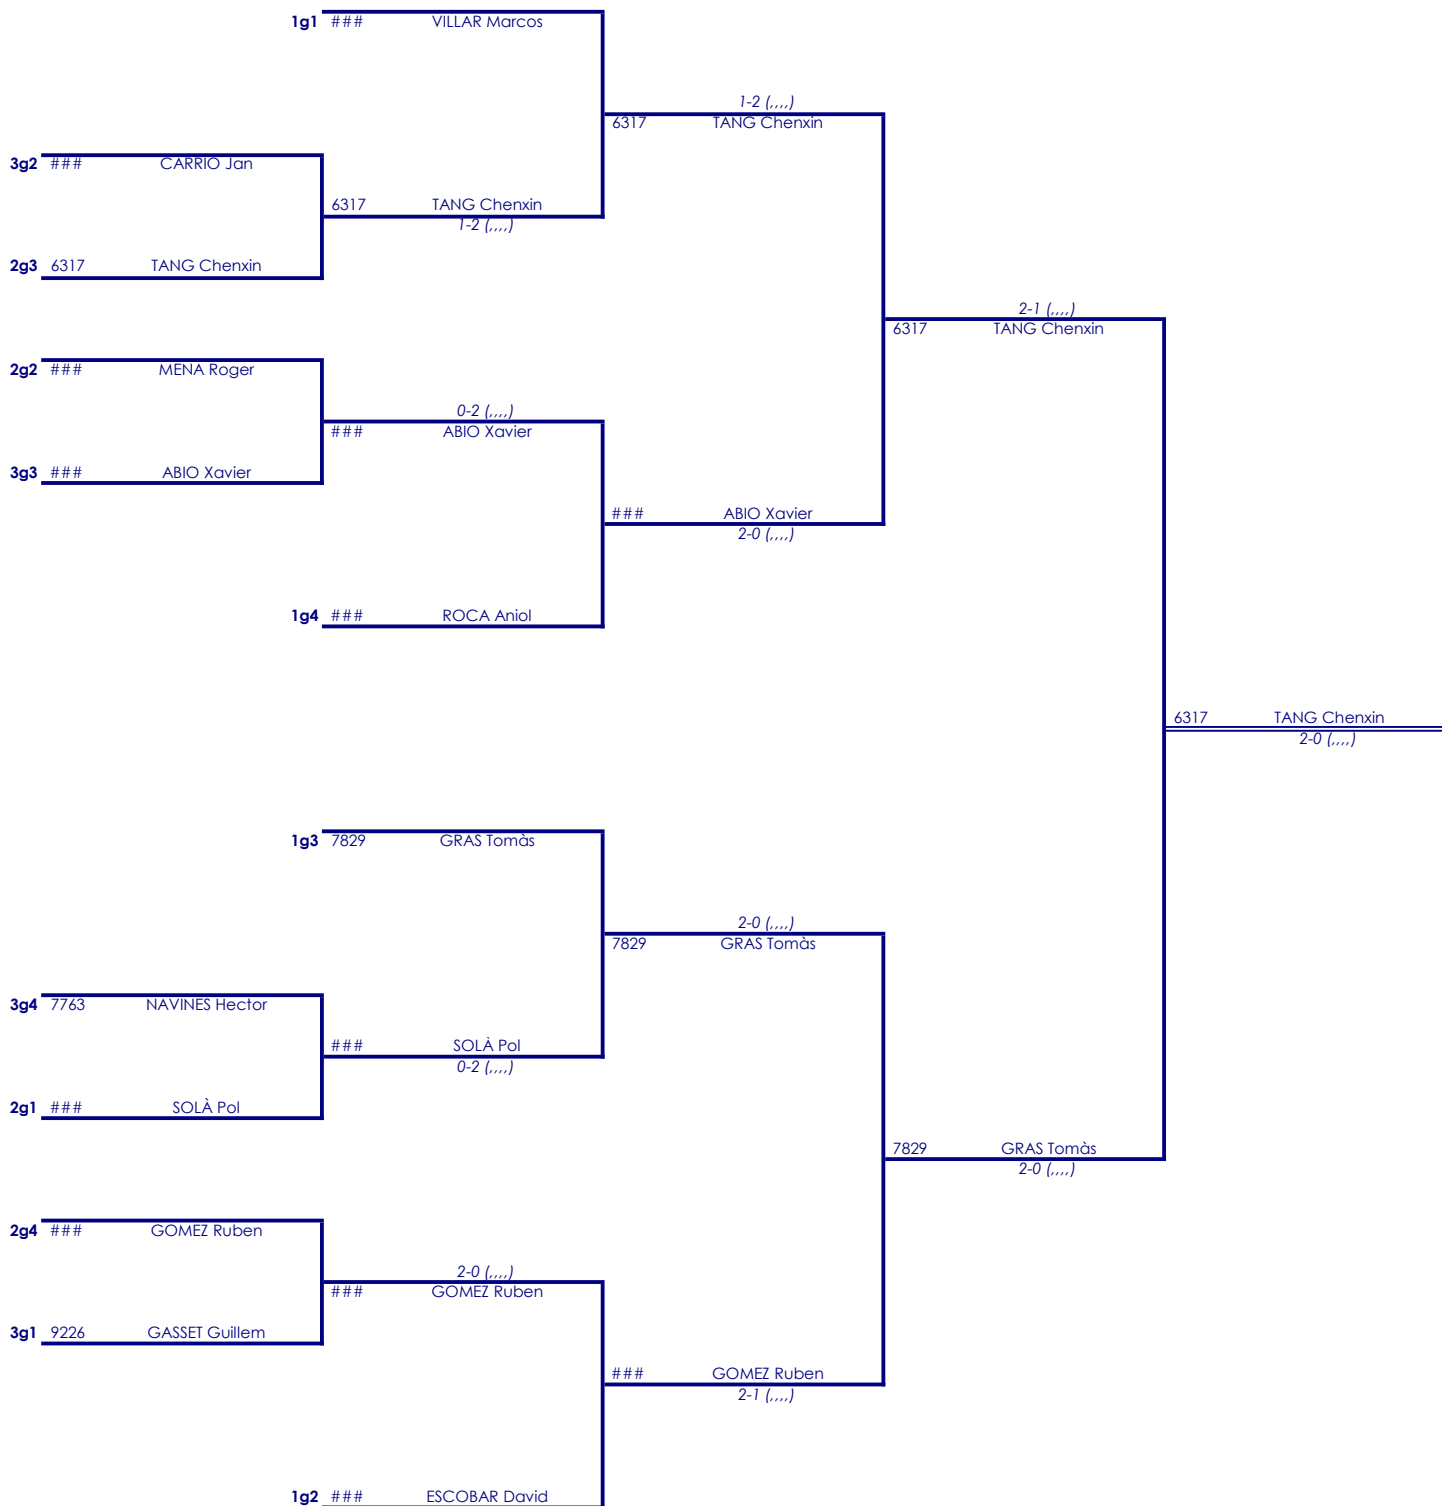 1g1 ### VILLAR Marcos
1-2 (,,,,)
6317 TANG Chenxin
3g2 ### CARRIO Jan
6317 TANG Chenxin
1-2 (,,,,)
2g3 6317 TANG Chenxin
2-1 (,,,,)
6317 TANG Chenxin
2g2 ### MENA Roger
0-2 (,,,,)
### ABIO Xavier
3g3 ### ABIO Xavier
### ABIO Xavier
2-0 (,,,,)
1g4 ### ROCA Aniol
6317 TANG Chenxin
2-0 (,,,,)
1g3 7829 GRAS Tomàs
2-0 (,,,,)
7829 GRAS Tomàs
3g4 7763 NAVINES Hector
### SOLÀ Pol
0-2 (,,,,)
2g1 ### SOLÀ Pol
7829 GRAS Tomàs
2-0 (,,,,)
2g4 ### GOMEZ Ruben
2-0 (,,,,)
### GOMEZ Ruben
3g1 9226 GASSET Guillem
### GOMEZ Ruben
2-1 (,,,,)
1g2 ### ESCOBAR David